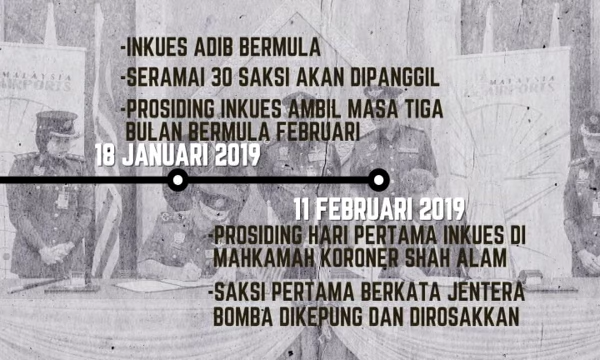 -INKUES ADIB BERMULA
-SERAMAI 30 SAKSI AKAN DIPANGGIL
-PROSIDING INKUES AMBIL MASA TIGA
BULAN BERMULA FEBRUARI
18 JANUARI 2019
11 FEBRUARI 2019
-PROSIDING HARI PERTAMA INKUES DI
MAHKAMAH KORONER SHAH ALAM
-SAKSI PERTAMA BERKATA JENTERA
BOMBA DIKEPUNG DAN DIROSAKKAN
MALAYSIA
AIRPORTS